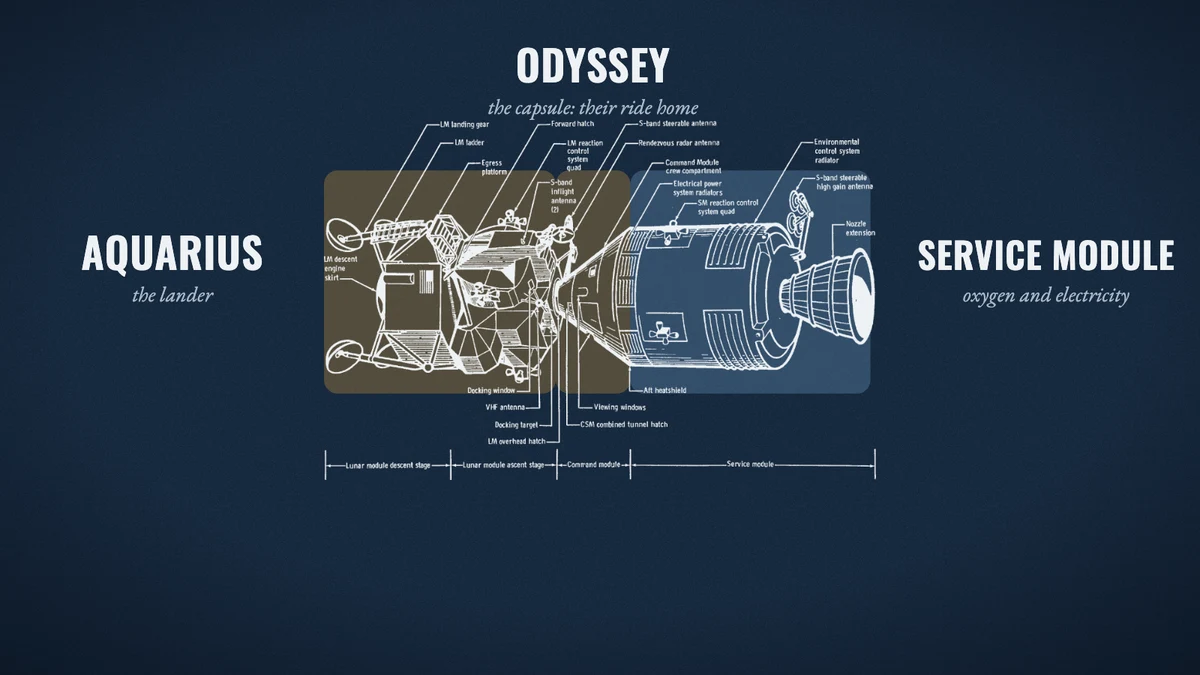 ODYSSEY
the capsule: their ride home
LM landing gear
Forward hatch
S-band steerable antenna
LM ladder
LM reaction
control
system
quad
Rendezvous radar antenna
Environmental
control system
radiator
Egress
platform
Command Module
crew compartment
S-band
inflight
antenna
(2)
Electrical power
system radiators
S-band steerable
high gain antenna
SM reaction control
system quad
Nozzle
extension
AQUARIUS
the lander
LM descent
engine
skirt
SERVICE MODULE
oxygen and electricity
Docking window
Aft heatshield
VHF antenna
Viewing windows
Docking target
CSM combined tunnel hatch
LM overhead hatch
Lunar module descent stage
Lunar module ascent stage
Command module
Service module